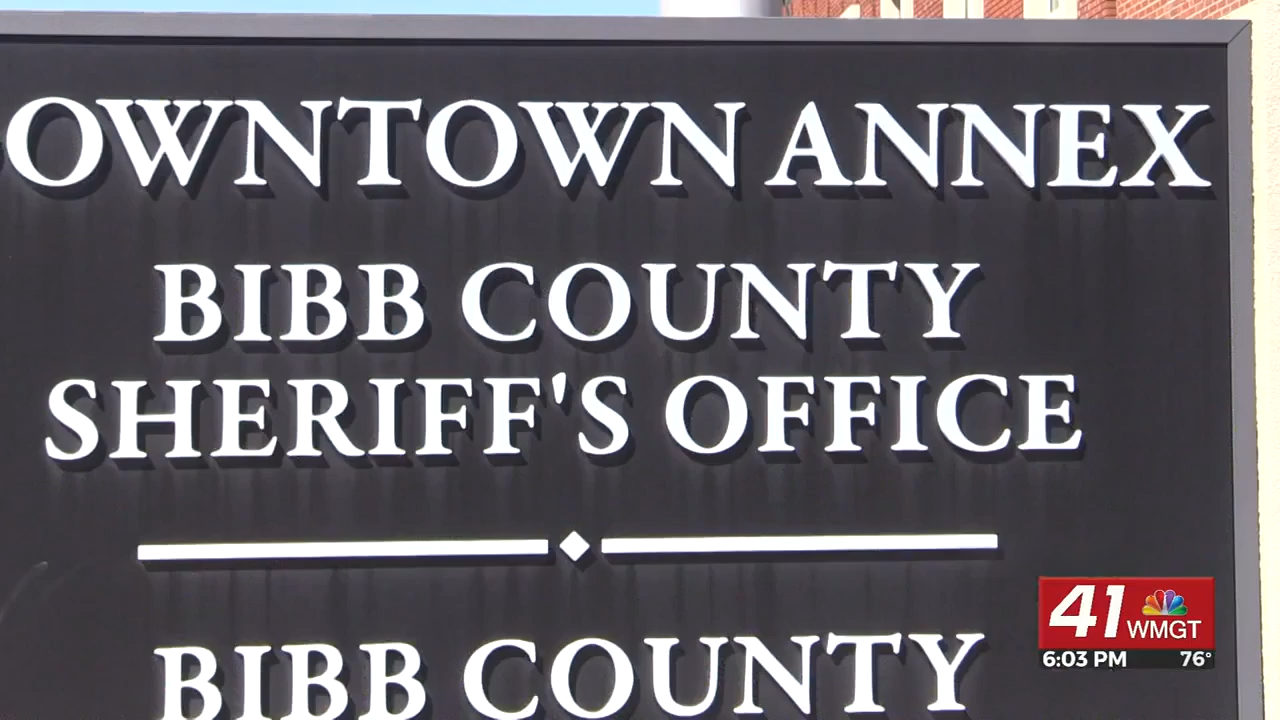 OWNTOWN ANNEX
BIBB COUNTY
SHERIFF'S OFFICE
BIBB COUNTY
41 WMGT
6:03 PM 76°